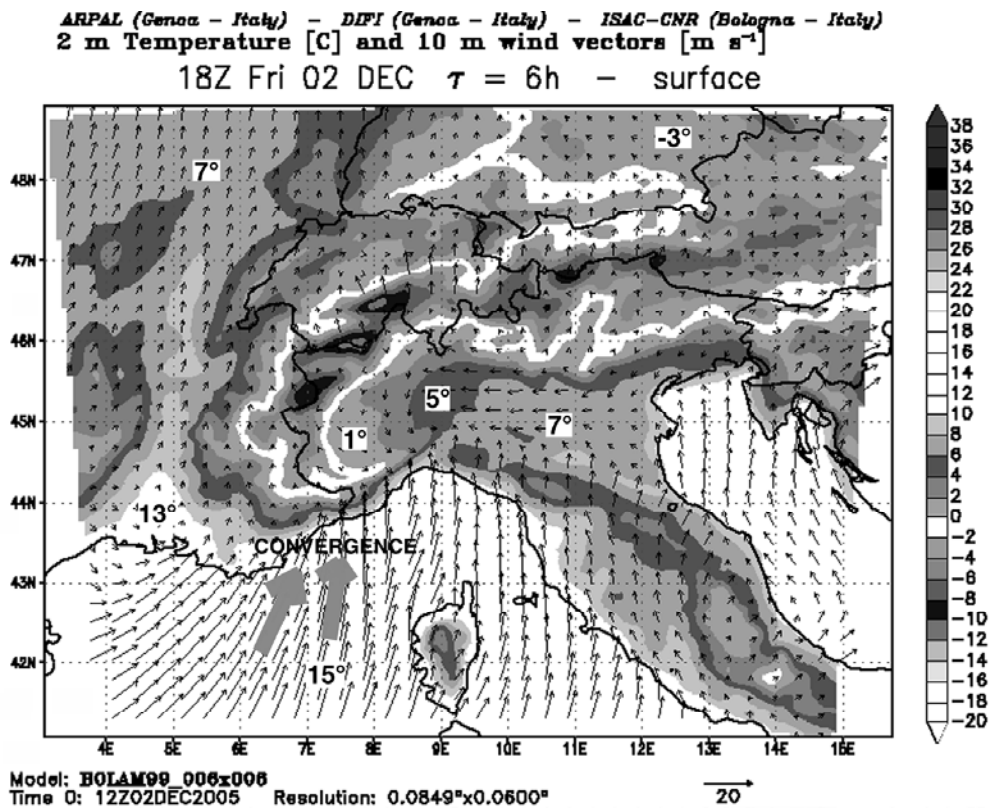 ARPAL (Genoa – Italy) – DIFI (Genoa – Italy) – ISAC–CNR (Bologna – Italy)
2 m Temperature [C] and 10 m wind vectors [m s⁻¹]
18Z Fri 02 DEC τ = 6h – surface
38
36
34
32
30
28
26
24
22
20
18
16
14
12
10
8
6
4
2
0
−2
−4
−6
−8
−10
−12
−14
−16
−18
−20
48N
47N
46N
45N
44N
43N
42N
-3°
7°
5°
7°
1°
13°
CONVERGENCE
15°
4E 5E 6E 7E 8E 9E 10E 11E 12E 13E 14E 15E
Model: BOLAM99_006x006
Time 0: 12Z02DEC2005 Resolution: 0.0849°x0.0600°
20